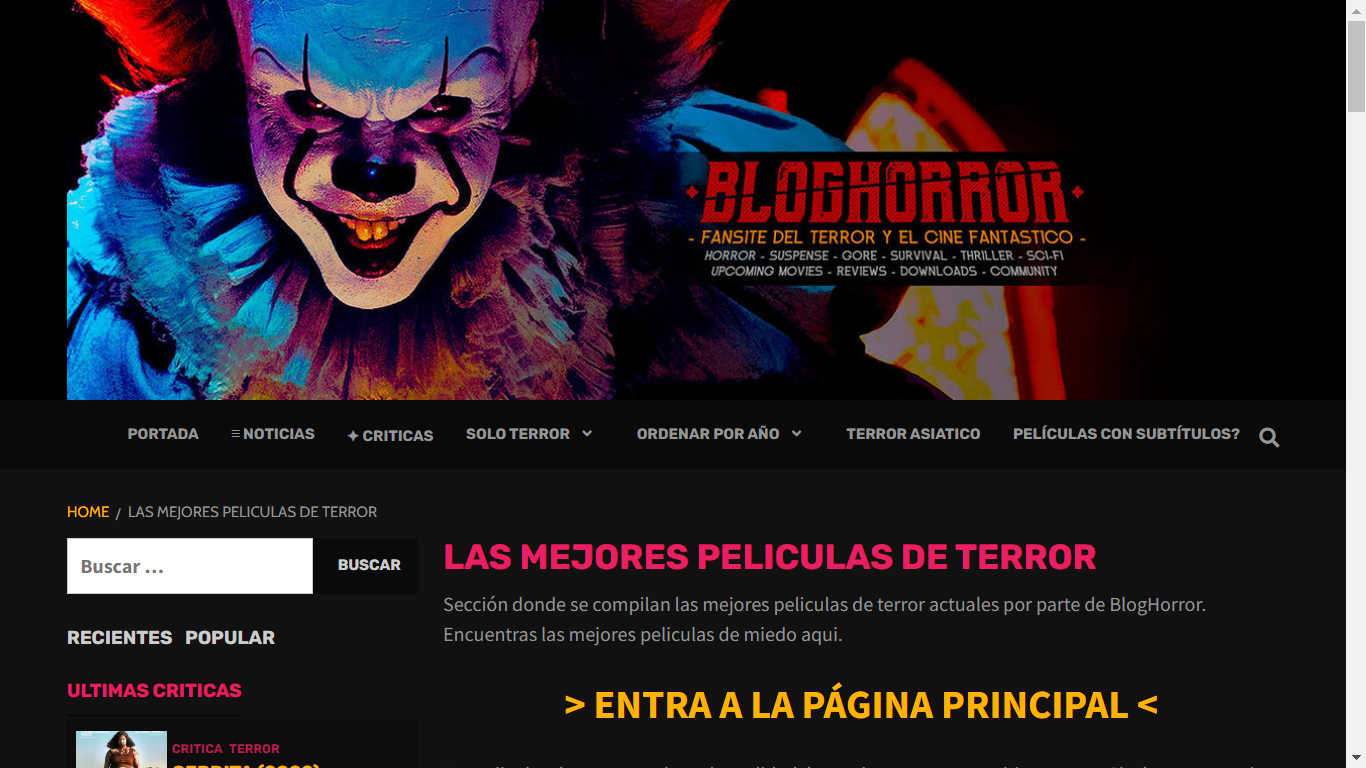 BLOGHORROR
- FANSITE DEL TERROR Y EL CINE FANTASTICO -
HORROR - SUSPENSE - GORE - SURVIVAL - THRILLER - SCI-FI
UPCOMING MOVIES - REVIEWS - DOWNLOADS - COMMUNITY
PORTADA
≡ NOTICIAS
✦ CRITICAS
SOLO TERROR
ORDENAR POR AÑO
TERROR ASIATICO
PELÍCULAS CON SUBTÍTULOS?
HOME / LAS MEJORES PELICULAS DE TERROR
Buscar …
BUSCAR
RECIENTES POPULAR
ULTIMAS CRITICAS
CRITICA TERROR
LAS MEJORES PELICULAS DE TERROR
Sección donde se compilan las mejores peliculas de terror actuales por parte de BlogHorror.
Encuentras las mejores peliculas de miedo aqui.
> ENTRA A LA PÁGINA PRINCIPAL <